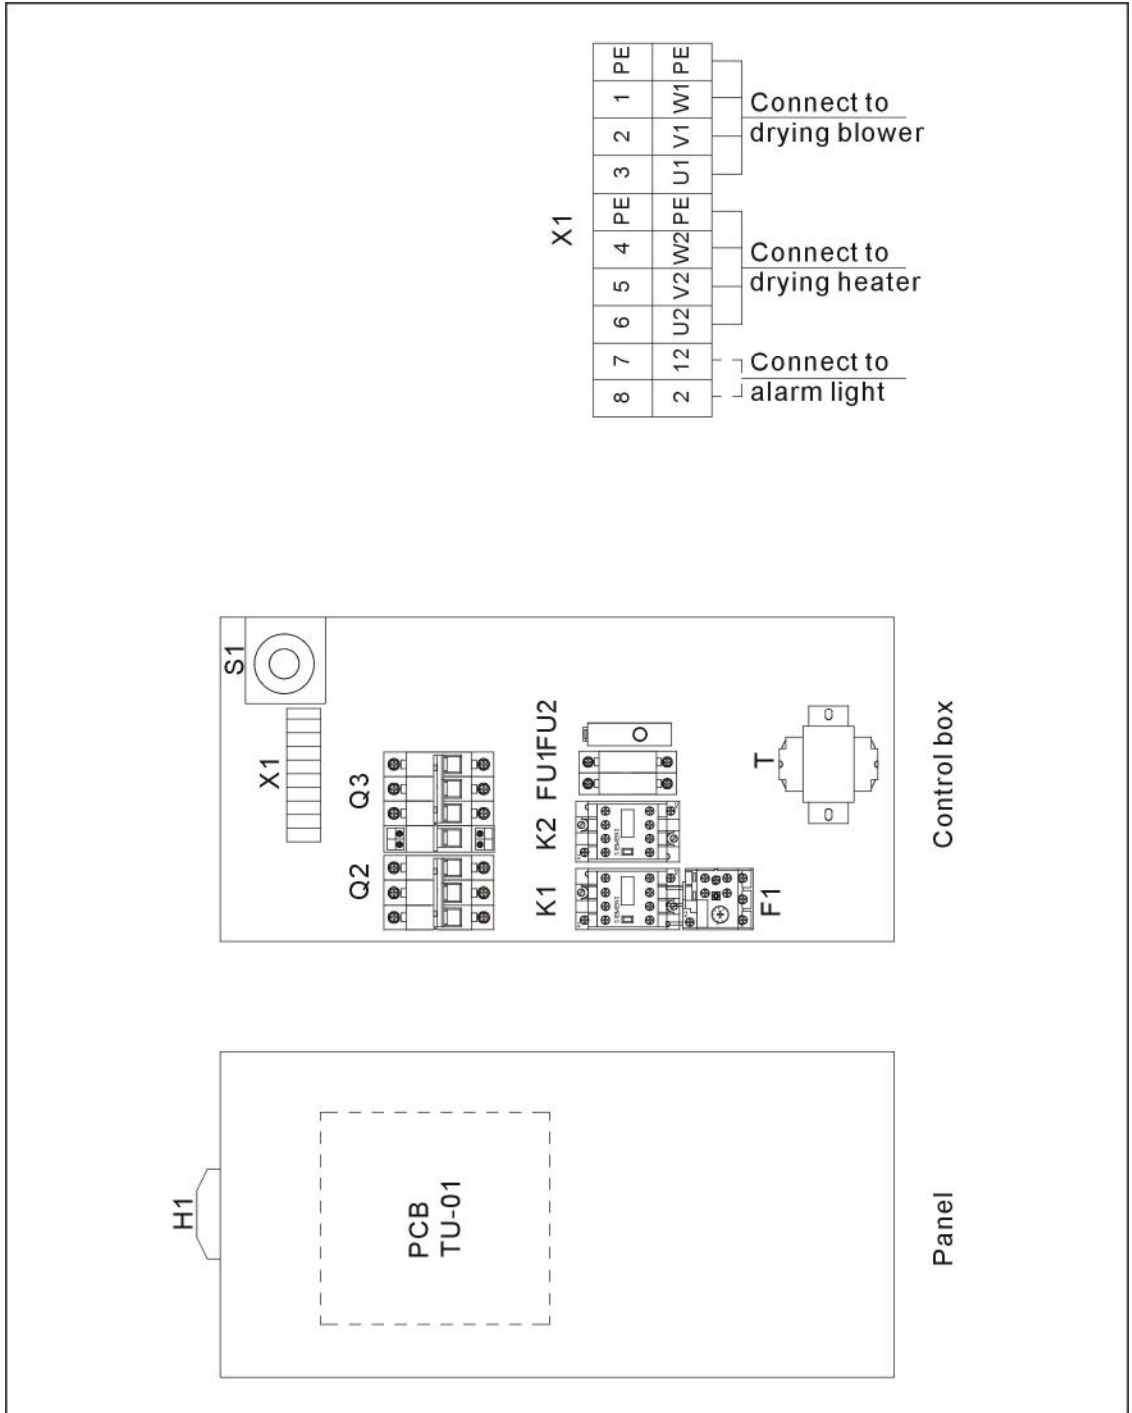 X1
PE PE
1 W1
2 V1
3 U1
PE PE
4 W2
5 V2
6 U2
7 12
8 2
Connect to
drying blower
Connect to
drying heater
Connect to
alarm light
S1
X1
Q3
Q2
FU1FU2
K2
K1
F1
T
Control box
H1
PCB
TU-01
Panel